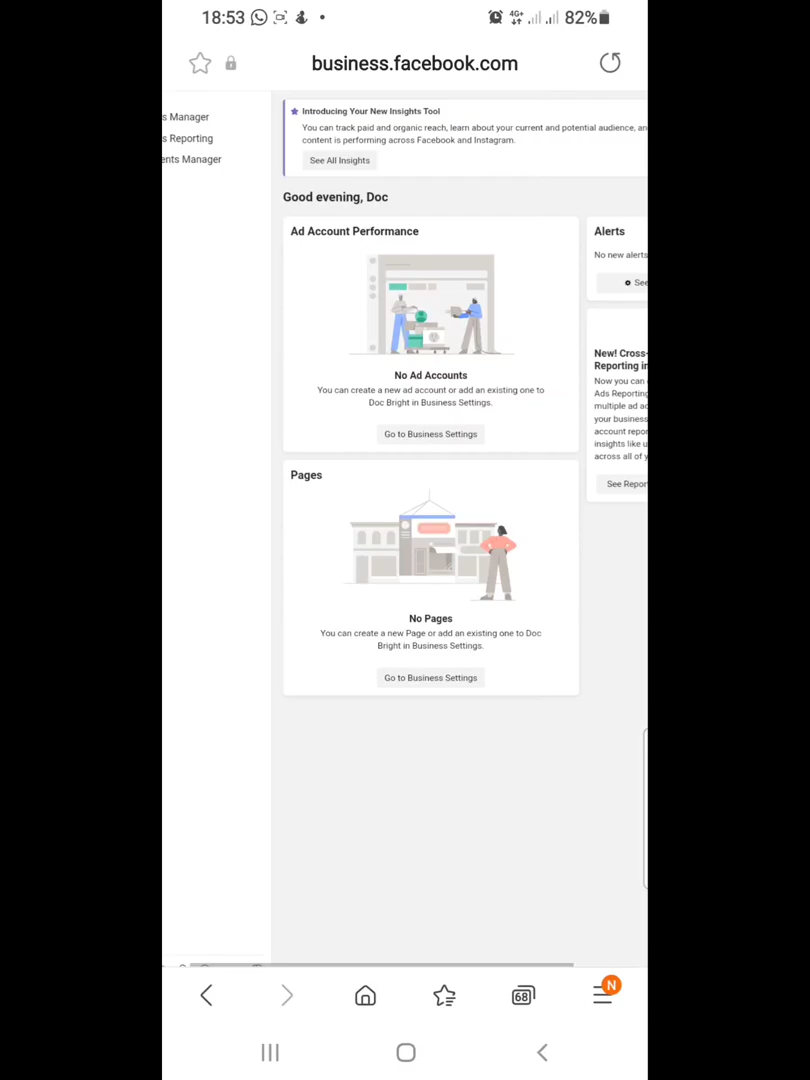 18:53
4G+
82%
business.facebook.com
s Manager
s Reporting
ents Manager
Introducing Your New Insights Tool
You can track paid and organic reach, learn about your current and potential audience, an
content is performing across Facebook and Instagram.
See All Insights
Good evening, Doc
Ad Account Performance
No Ad Accounts
You can create a new ad account or add an existing one to
Doc Bright in Business Settings.
Go to Business Settings
Pages
No Pages
You can create a new Page or add an existing one to Doc
Bright in Business Settings.
Go to Business Settings
Alerts
No new alerts
See
New! Cross-
Reporting in
Now you can
Ads Reporting
multiple ad ac
your business
account repor
insights like u
across all of y
See Repor
68
N